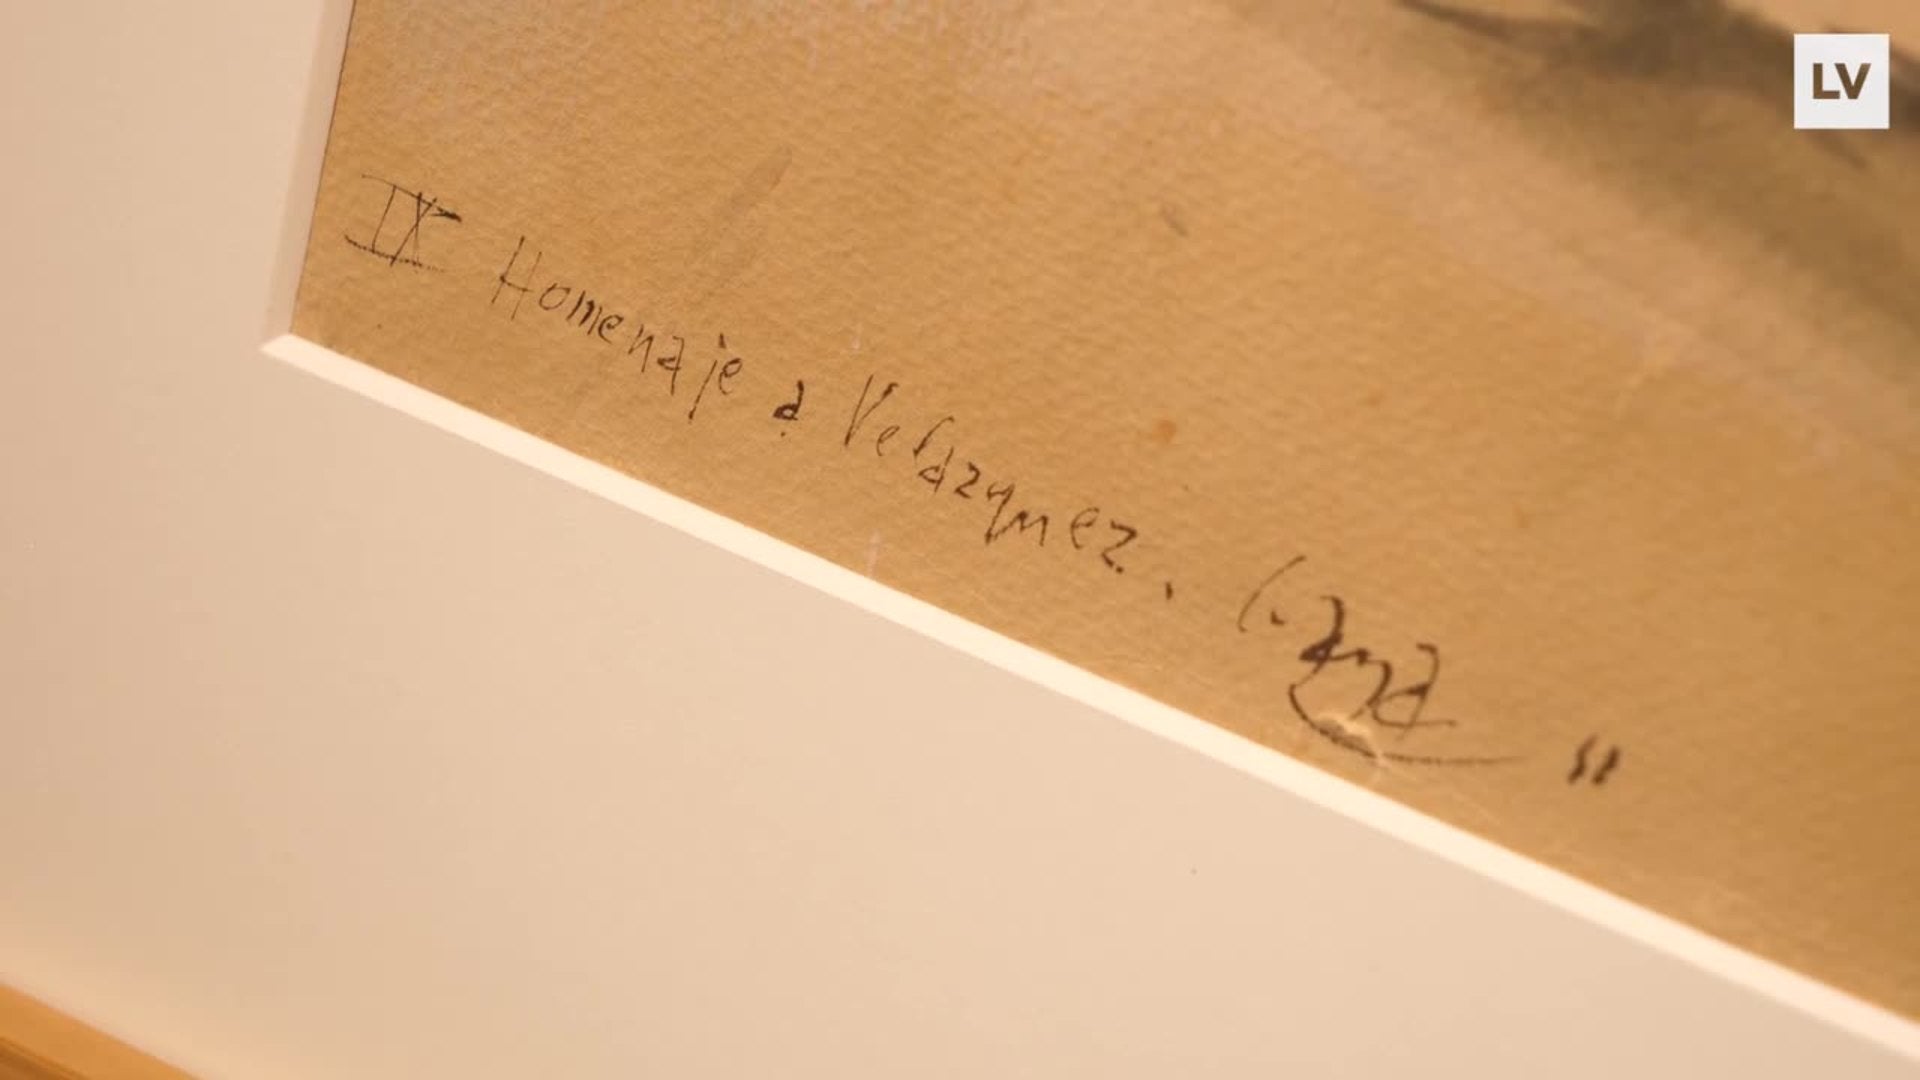 LV
IX Homenaje a Velazquez.